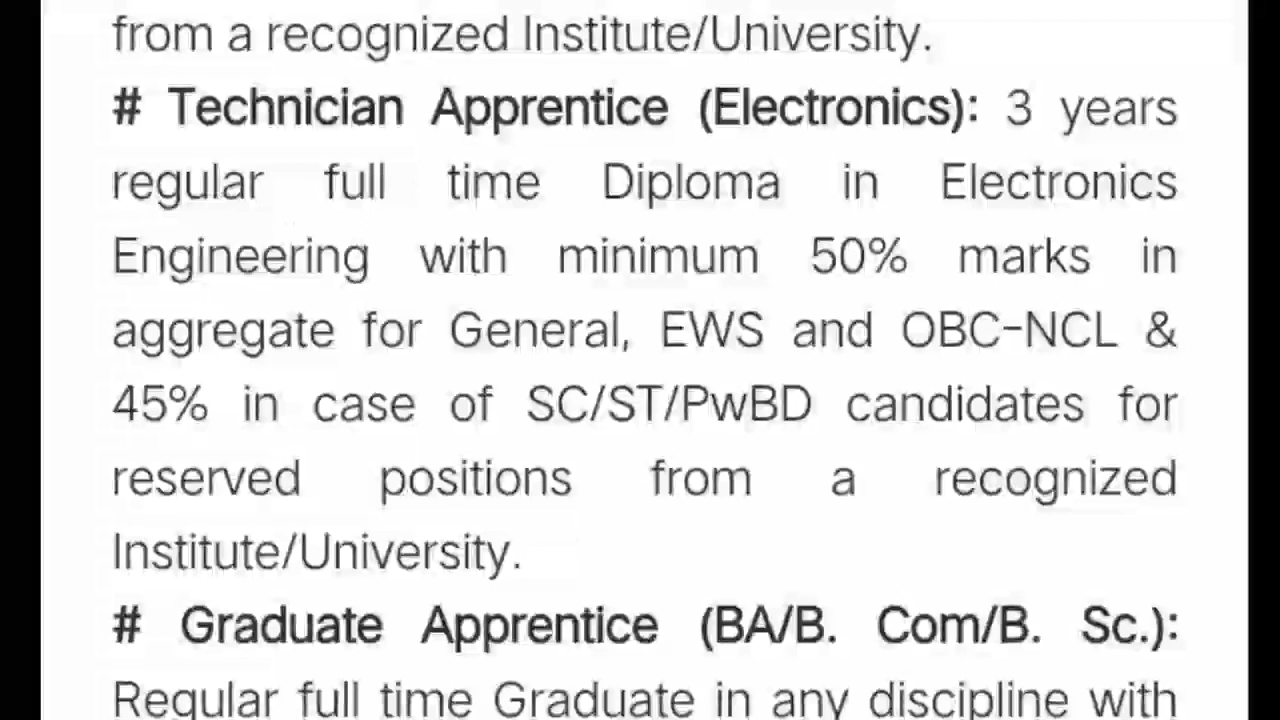 from a recognized Institute/University.
# Technician Apprentice (Electronics): 3 years
regular full time Diploma in Electronics
Engineering with minimum 50% marks in
aggregate for General, EWS and OBC-NCL &
45% in case of SC/ST/PwBD candidates for
reserved positions from a recognized
Institute/University.
# Graduate Apprentice (BA/B. Com/B. Sc.):
Regular full time Graduate in any discipline with